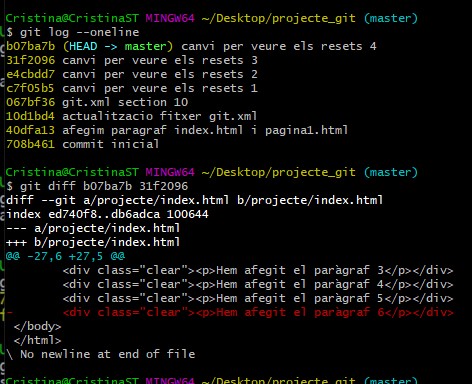 Cristina@CristinaST MINGW64 ~/Desktop/projecte_git (master)
$ git log --oneline
b07ba7b (HEAD -> master) canvi per veure els resets 4
31f2096 canvi per veure els resets 3
e4cbdd7 canvi per veure els resets 2
c7f05b5 canvi per veure els resets 1
067bf36 git.xml section 10
10d1bd4 actualitzacio fitxer git.xml
40dfa13 afegim paragraf index.html i pagina1.html
708b461 commit inicial

Cristina@CristinaST MINGW64 ~/Desktop/projecte_git (master)
$ git diff b07ba7b 31f2096
diff --git a/projecte/index.html b/projecte/index.html
index ed740f8..db6adca 100644
--- a/projecte/index.html
+++ b/projecte/index.html
@@ -27,6 +27,5 @@
        <div class="clear"><p>Hem afegit el paràgraf 3</p></div>
        <div class="clear"><p>Hem afegit el paràgraf 4</p></div>
        <div class="clear"><p>Hem afegit el paràgraf 5</p></div>
-       <div class="clear"><p>Hem afegit el paràgraf 6</p></div>
 </body>
 </html>
\ No newline at end of file

Cristina@CristinaST MINGW64 ~/Desktop/projecte_git (master)